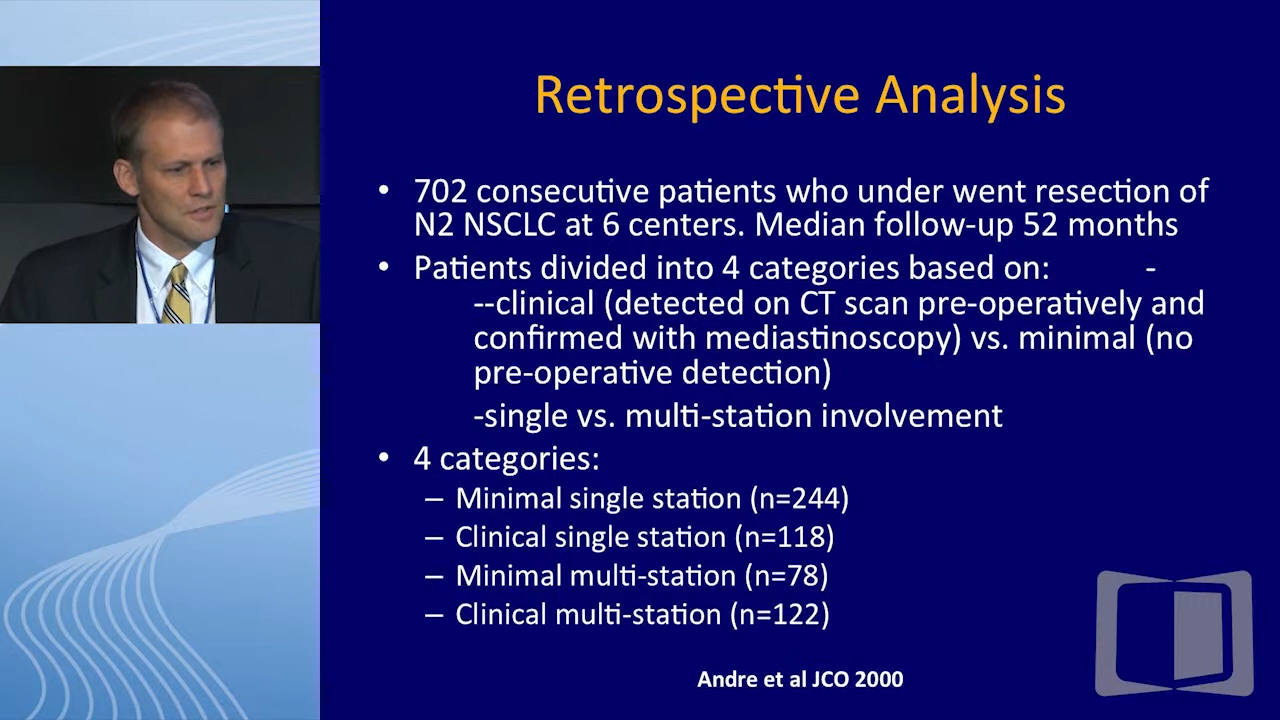 Retrospective Analysis
• 702 consecutive patients who under went resection of
N2 NSCLC at 6 centers. Median follow-up 52 months
• Patients divided into 4 categories based on: -
--clinical (detected on CT scan pre-operatively and
confirmed with mediastinoscopy) vs. minimal (no
pre-operative detection)
-single vs. multi-station involvement
• 4 categories:
– Minimal single station (n=244)
– Clinical single station (n=118)
– Minimal multi-station (n=78)
– Clinical multi-station (n=122)
Andre et al JCO 2000